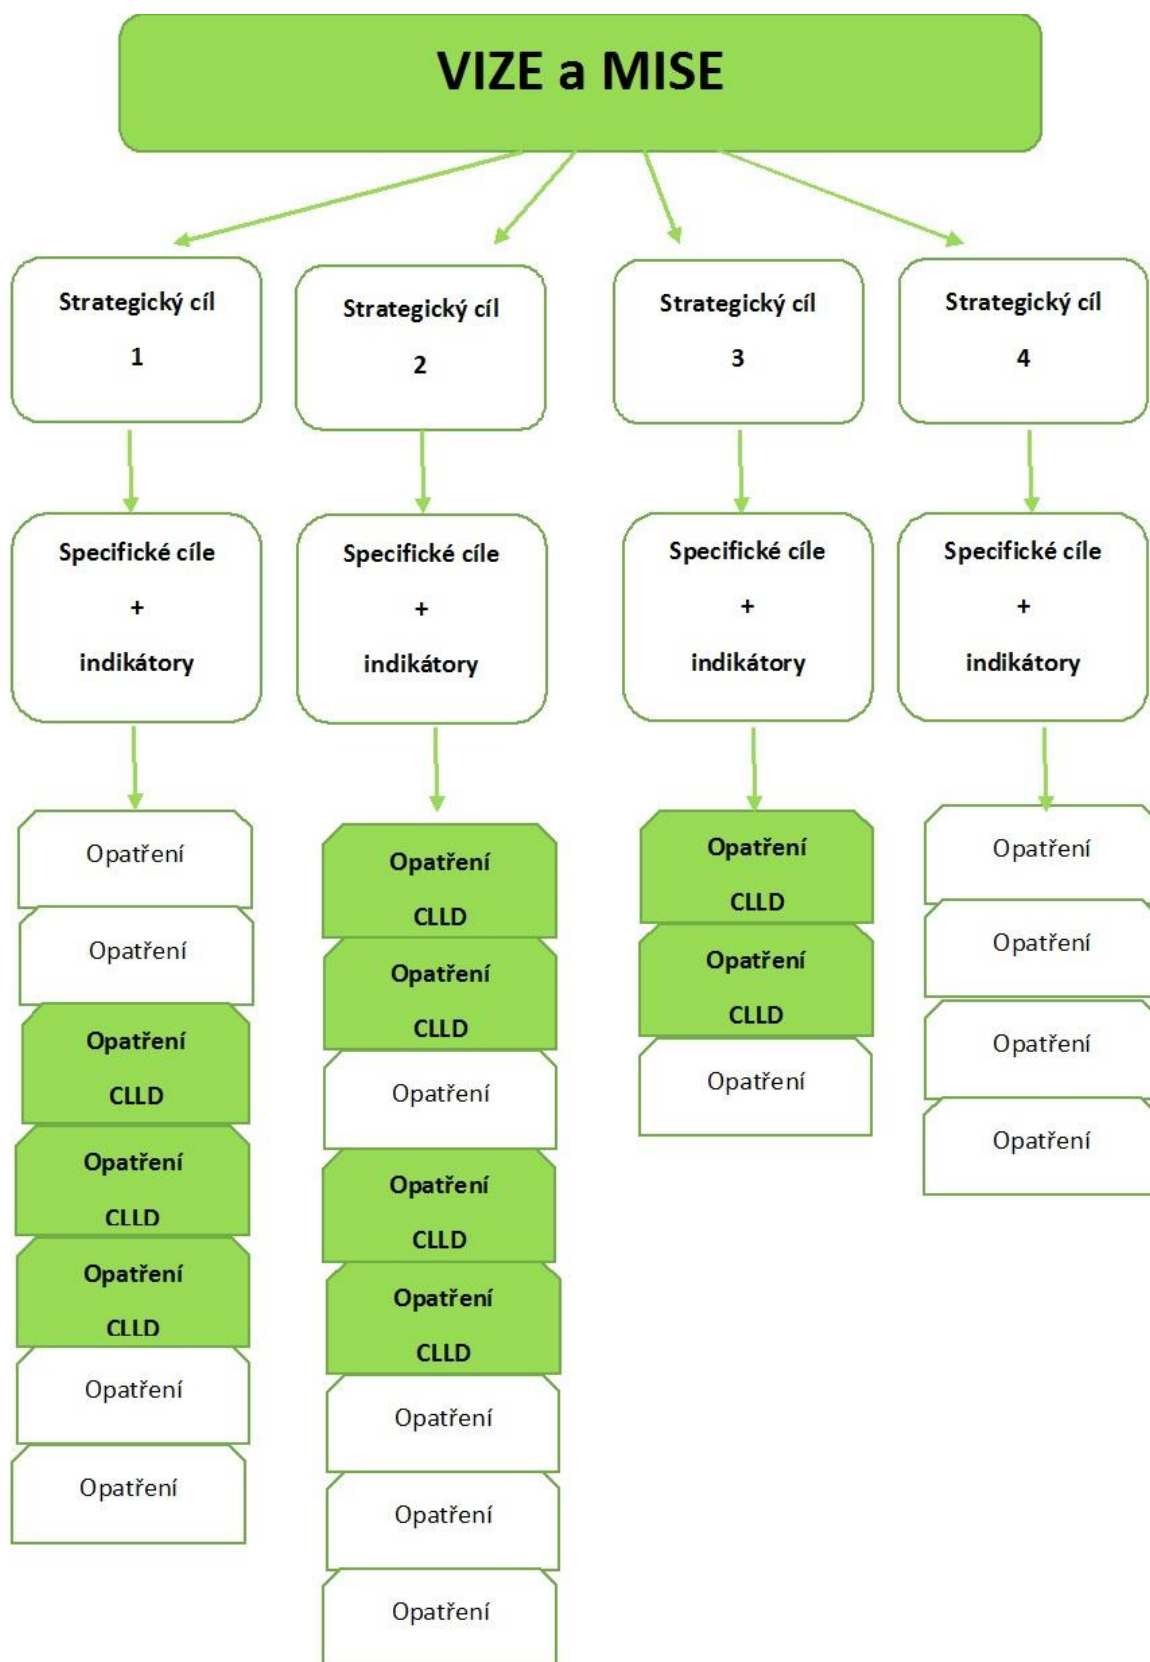 VIZE a MISE
Strategický cíl
1
Strategický cíl
2
Strategický cíl
3
Strategický cíl
4
Specifické cíle
+
indikátory
Specifické cíle
+
indikátory
Specifické cíle
+
indikátory
Specifické cíle
+
indikátory
Opatření
Opatření
Opatření
CLLD
Opatření
CLLD
Opatření
CLLD
Opatření
Opatření
Opatření
CLLD
Opatření
CLLD
Opatření
Opatření
CLLD
Opatření
CLLD
Opatření
Opatření
Opatření
Opatření
CLLD
Opatření
CLLD
Opatření
Opatření
Opatření
Opatření
Opatření